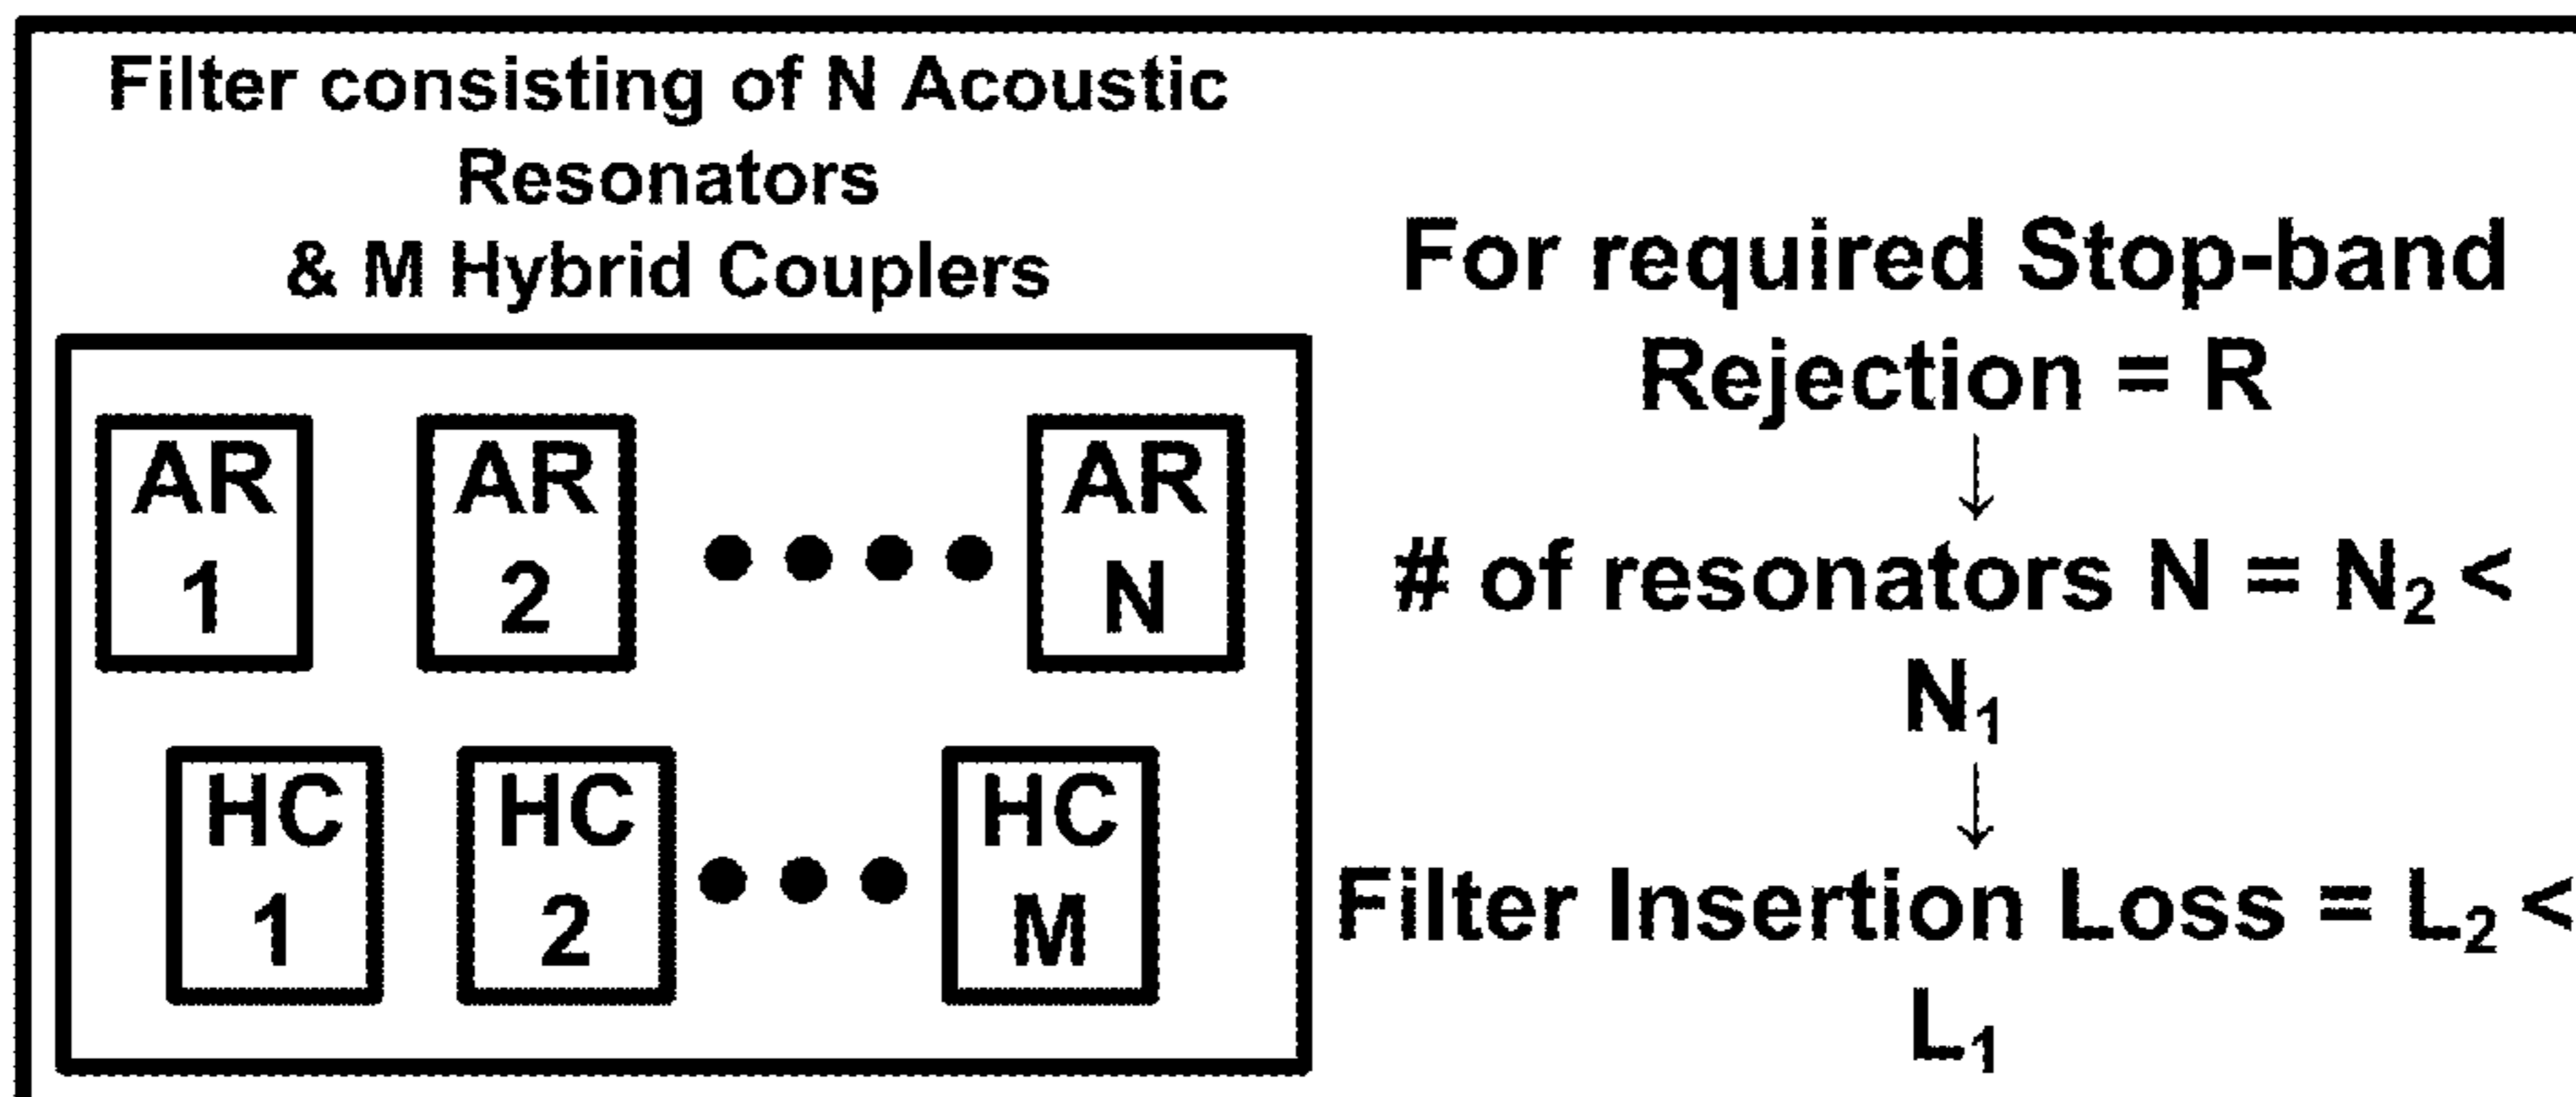 Filter consisting of N Acoustic
Resonators
& M Hybrid Couplers
AR AR AR
1 2 N
HC HC HC
1 2 M
For required Stop-band
Rejection = R
↓
# of resonators N = N₂ <
N₁
↓
Filter Insertion Loss = L₂ <
L₁